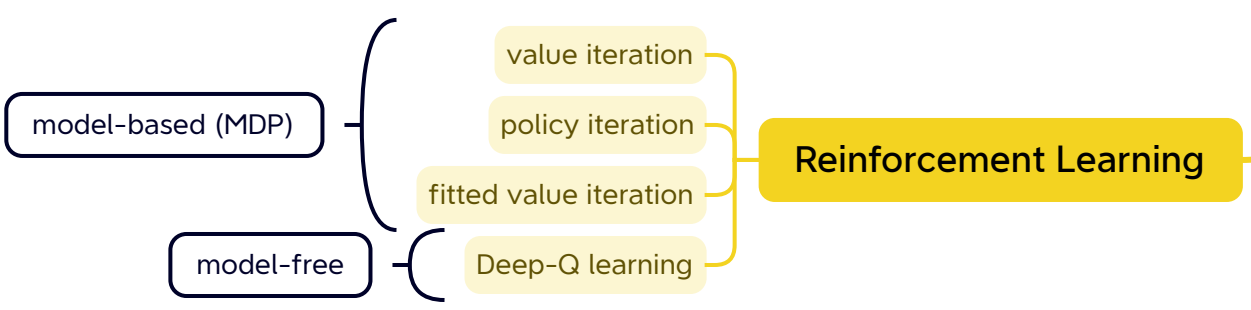 value iteration
model-based (MDP)
policy iteration
Reinforcement Learning
fitted value iteration
model-free
Deep-Q learning